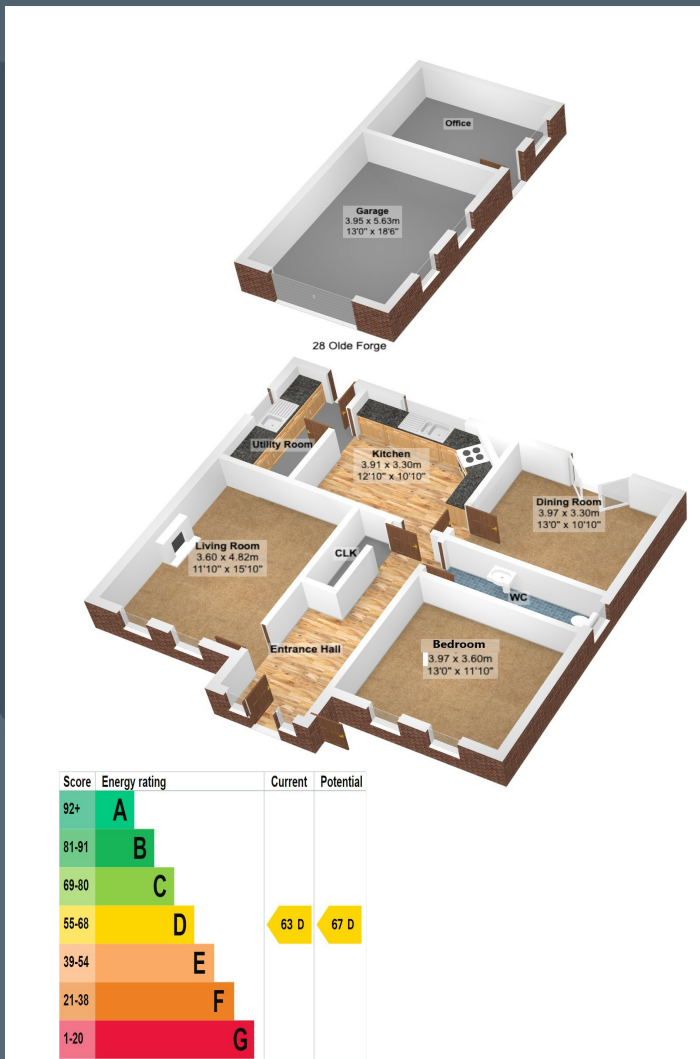 Office
Garage
3.95 x 5.63m
13'0" x 18'6"
28 Olde Forge
Utility Room
Kitchen
3.91 x 3.30m
12'10" x 10'10"
Dining Room
3.97 x 3.30m
13'0" x 10'10"
Living Room
3.60 x 4.82m
11'10" x 15'10"
CLK
WC
Entrance Hall
Bedroom
3.97 x 3.60m
13'0" x 11'10"
Score Energy rating Current Potential
92+ A
81-91 B
69-80 C
55-68 D 63 D 67 D
39-54 E
21-38 F
1-20 G